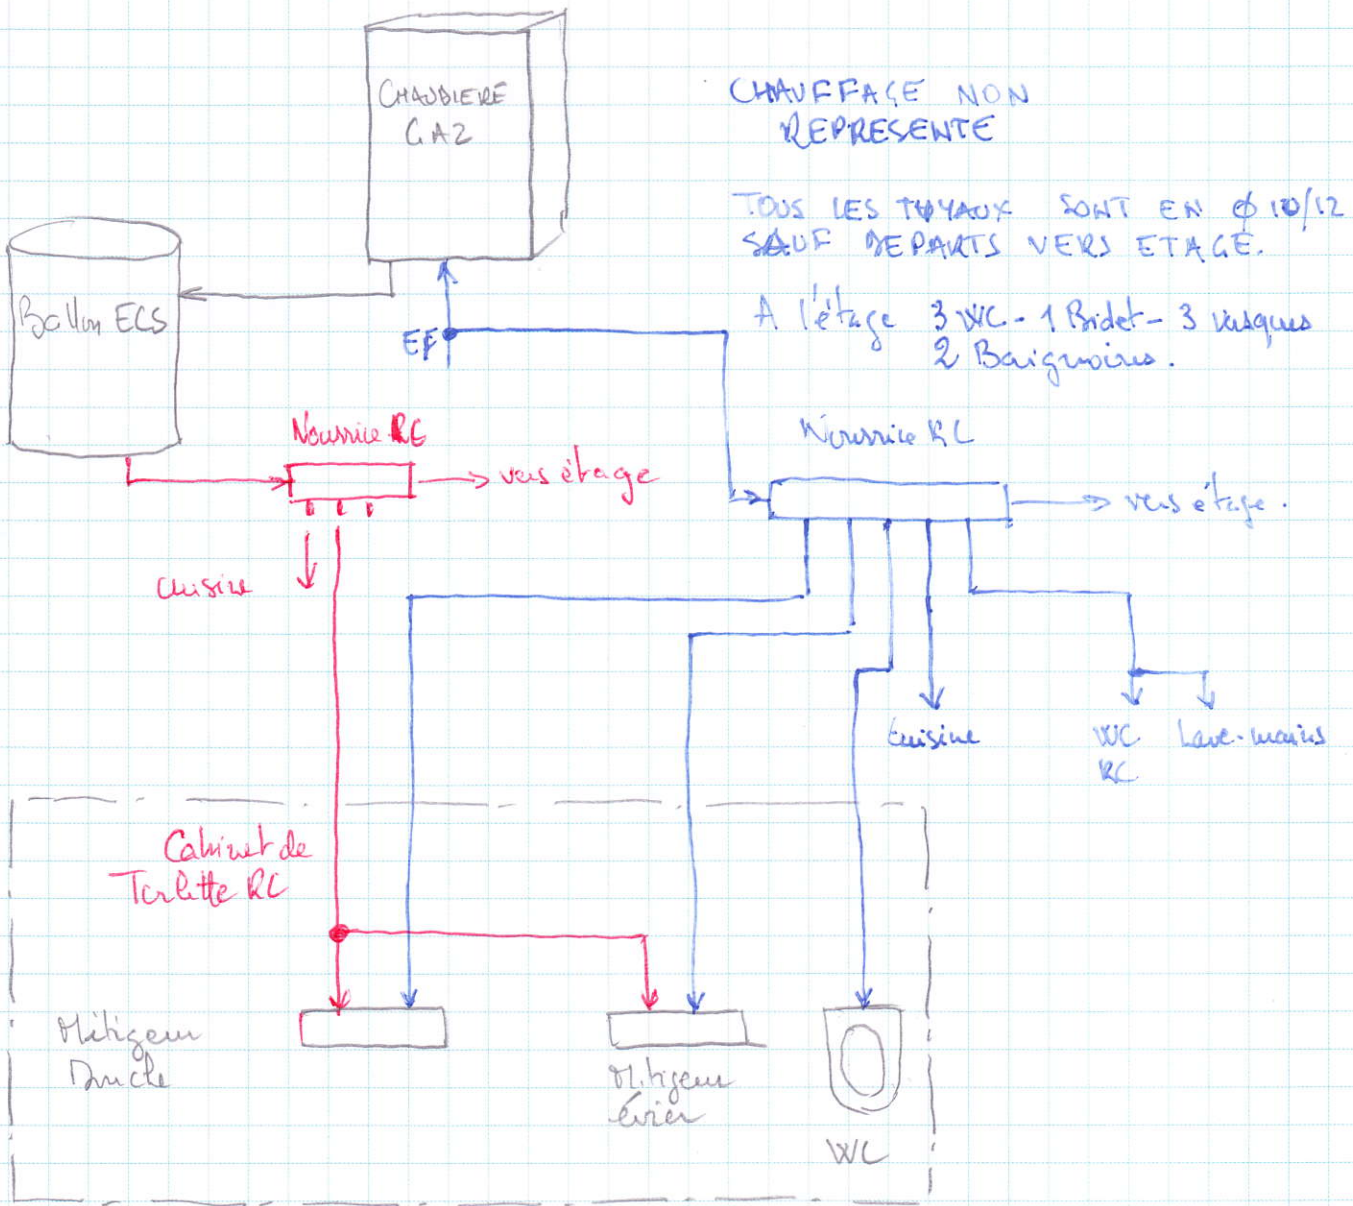 CHAUDIERE
GAZ
CHAUFFAGE NON
REPRESENTE
TOUS LES TUYAUX SONT EN ϕ 10/12
SAUF DEPARTS VERS ETAGE.
A l'étage 3 WC - 1 Bidet - 3 vasques
2 Baignoires.
Ballon ECS
EF
Nourrice RC
vers étage
Nourrice RC
vers étage.
cuisine
cuisine
WC
RC
Lave-mains
Cabinet de
Toilette RC
Mitigeur
Douche
Mitigeur
évier
WC